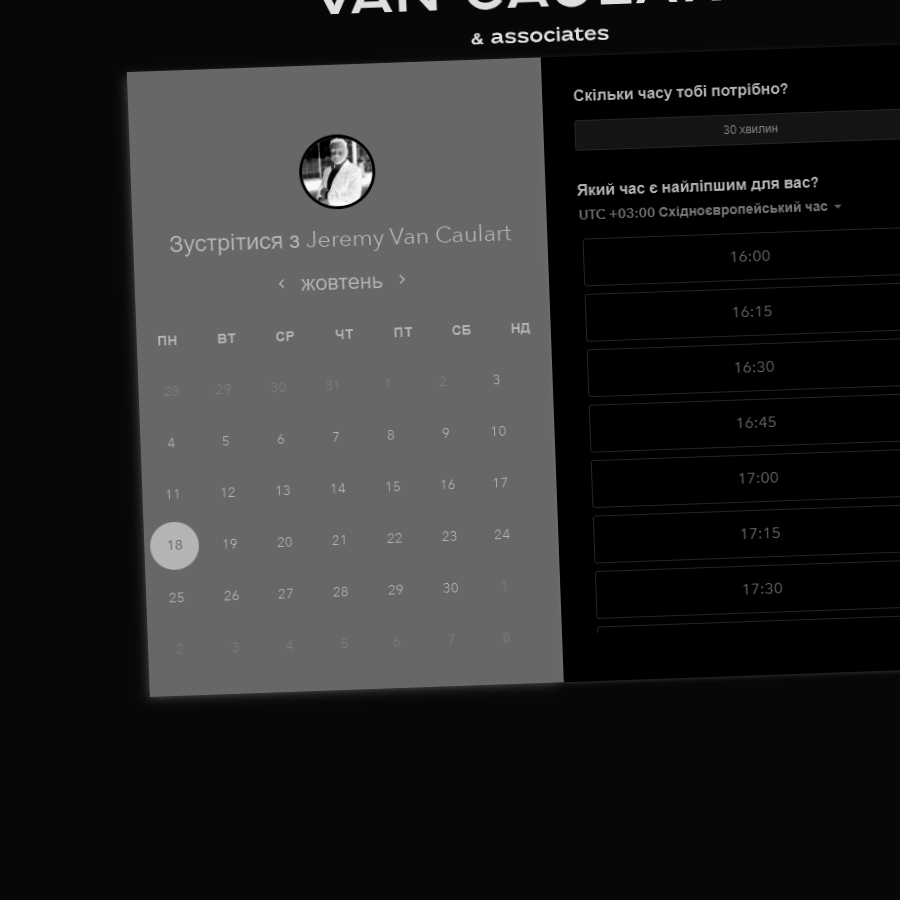 & associates
Зустрітися з Jeremy Van Caulart
жовтень
ПН ВТ СР ЧТ ПТ СБ НД
28 29 30 31 1 2 3
4 5 6 7 8 9 10
11 12 13 14 15 16 17
18 19 20 21 22 23 24
25 26 27 28 29 30 1
2 3 4 5 6 7 8
Скільки часу тобі потрібно?
30 хвилин
Який час є найліпшим для вас?
UTC +03:00 Східноєвропейський час
16:00
16:15
16:30
16:45
17:00
17:15
17:30